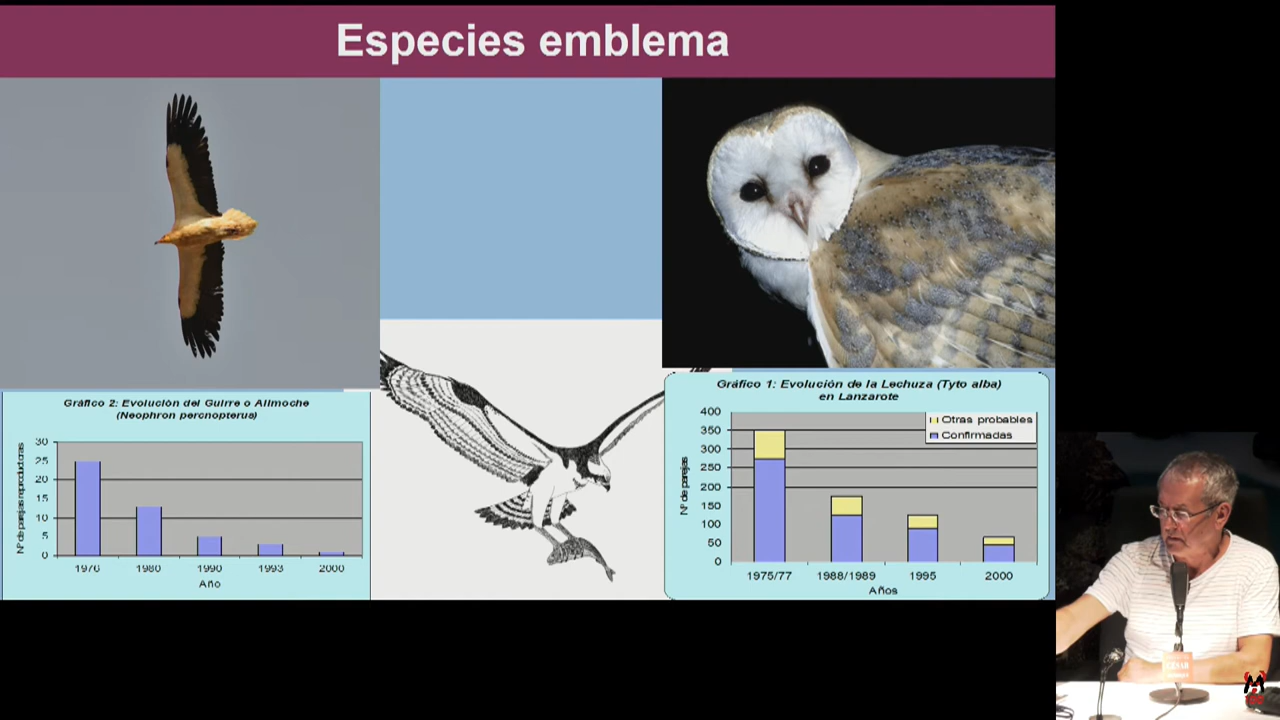 Especies emblema
Gráfico 2: Evolución del Guirre o Alimoche
(Neophron percnopterus)
Nº de parejas reproductoras
30
25
20
15
10
5
0
1976
1980
1990
1993
2000
Año
Gráfico 1: Evolución de la Lechuza (Tyto alba)
en Lanzarote
Nº de parejas
400
350
300
250
200
150
100
50
0
Otras probables
Confirmadas
1975/77
1988/1989
1995
2000
Años
CESAR